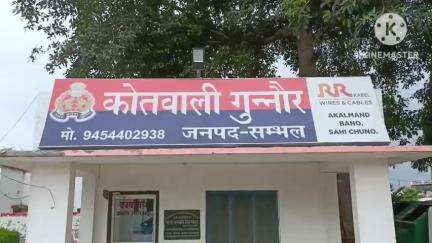 KINEMASTER
कोतवाली गुन्नौर
मो. 9454402938 जनपद-सम्भल
RR KABEL
WIRES & CABLES
AKALMAND
BANO,
SAHI CHUNO.